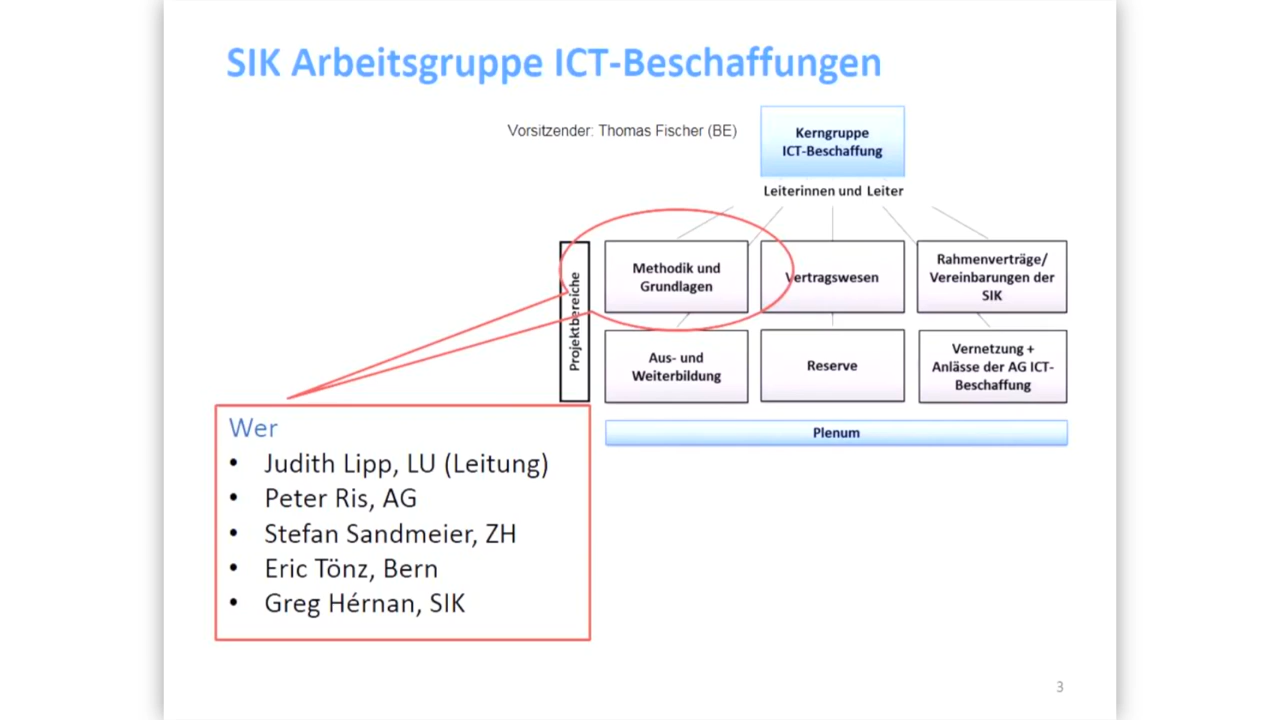 SIK Arbeitsgruppe ICT-Beschaffungen
Vorsitzender: Thomas Fischer (BE)
Kerngruppe
ICT-Beschaffung
Leiterinnen und Leiter
Projektbereiche
Methodik und
Grundlagen
Vertragswesen
Rahmenverträge/
Vereinbarungen der
SIK
Aus- und
Weiterbildung
Reserve
Vernetzung +
Anlässe der AG ICT-
Beschaffung
Plenum
Wer
• Judith Lipp, LU (Leitung)
• Peter Ris, AG
• Stefan Sandmeier, ZH
• Eric Tönz, Bern
• Greg Hérnan, SIK
3